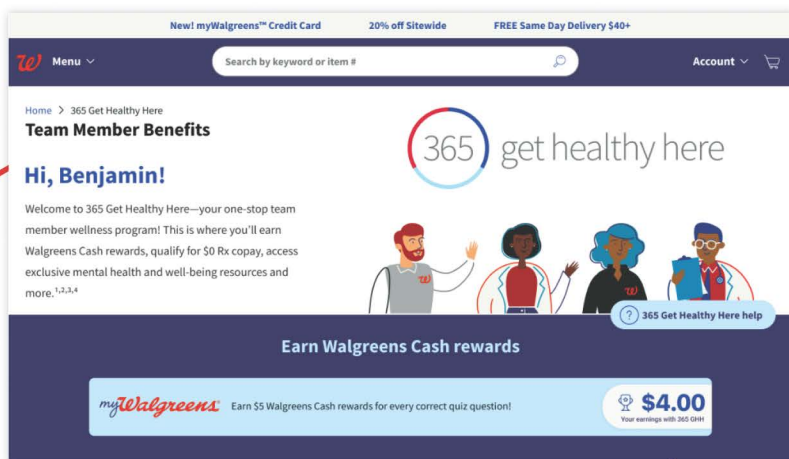 New! myWalgreens™ Credit Card 20% off Sitewide FREE Same Day Delivery $40+
W Menu Search by keyword or item # Account
Home > 365 Get Healthy Here
Team Member Benefits
365 get healthy here
Hi, Benjamin!
Welcome to 365 Get Healthy Here—your one-stop team
member wellness program! This is where you'll earn
Walgreens Cash rewards, qualify for $0 Rx copay, access
exclusive mental health and well-being resources and
more.¹,²,³,⁴
W
W
? 365 Get Healthy Here help
Earn Walgreens Cash rewards
myWalgreens® Earn $5 Walgreens Cash rewards for every correct quiz question! $4.00
Your earnings with 365 GHH